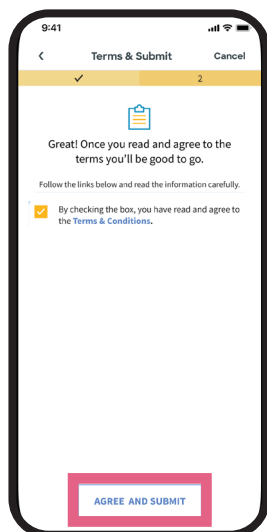 9:41
Terms & Submit
Cancel
2
Great! Once you read and agree to the
terms you'll be good to go.
Follow the links below and read the information carefully.
By checking the box, you have read and agree to
the Terms & Conditions.
AGREE AND SUBMIT